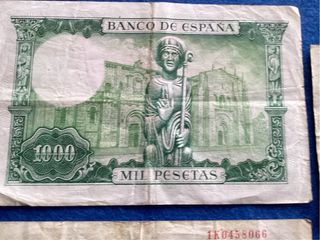 BANCO DE ESPAÑA
1000
MIL PESETAS
1K0458066